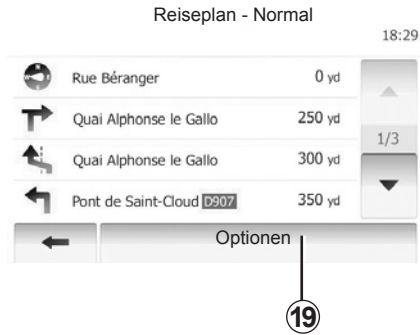 Reiseplan - Normal
18:29
Rue Béranger 0 yd
Quai Alphonse le Gallo 250 yd
Quai Alphonse le Gallo 300 yd
1/3
Pont de Saint-Cloud D907 350 yd
Optionen
19